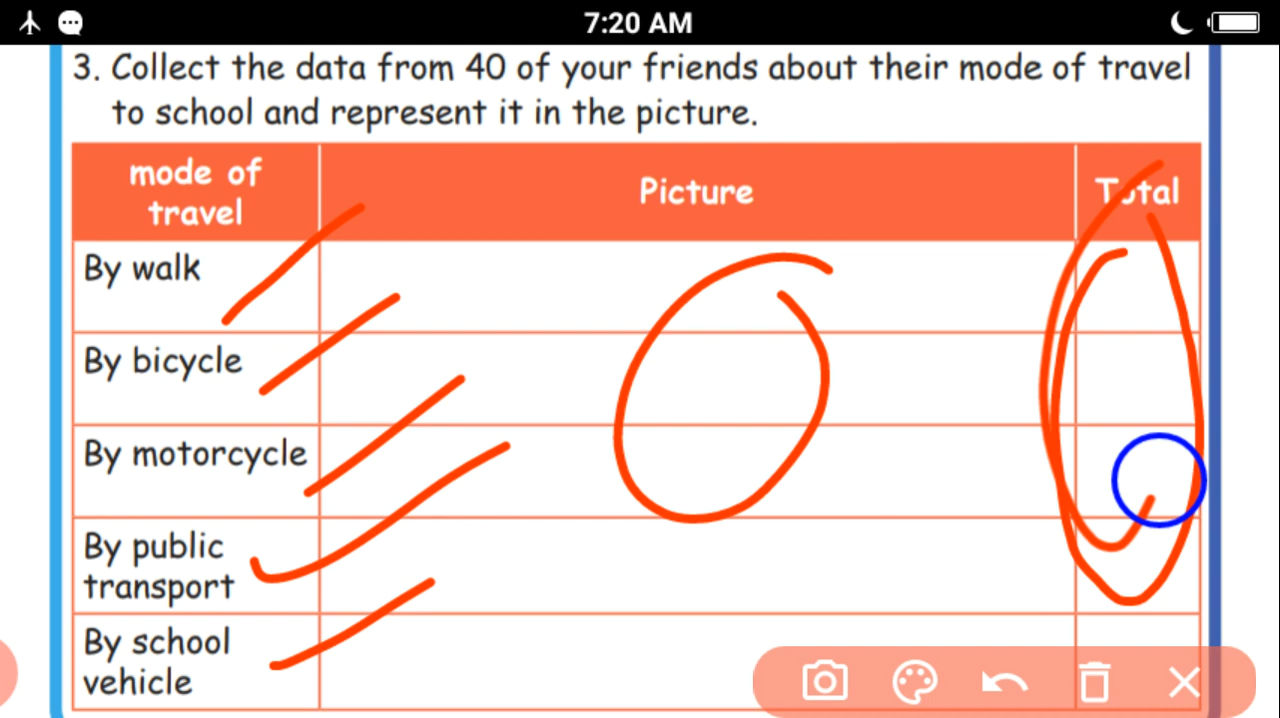 7:20 AM
3. Collect the data from 40 of your friends about their mode of travel
to school and represent it in the picture.
mode of
travel
Picture
Total
By walk
By bicycle
By motorcycle
By public
transport
By school
vehicle